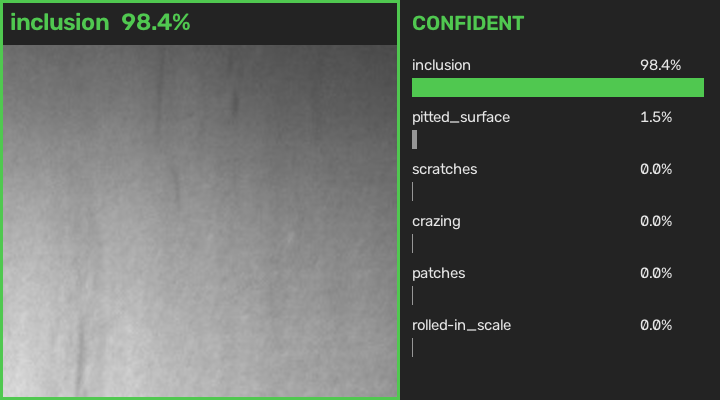 inclusion 98.4%
CONFIDENT
inclusion 98.4%
pitted_surface 1.5%
scratches 0.0%
crazing 0.0%
patches 0.0%
rolled-in_scale 0.0%